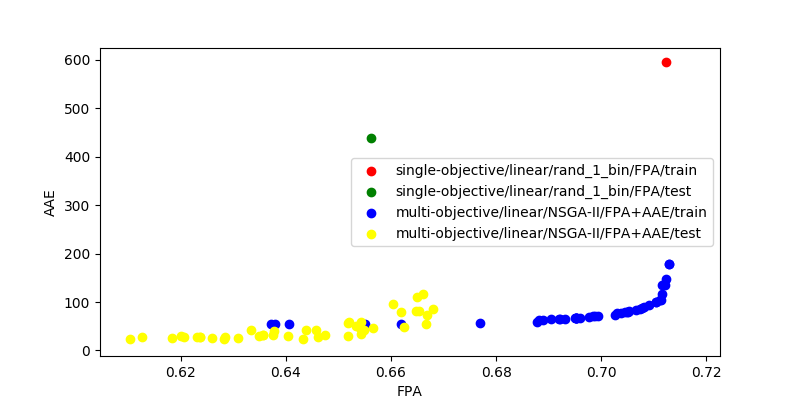 600
500
400
300
200
100
0
AAE
single-objective/linear/rand_1_bin/FPA/train
single-objective/linear/rand_1_bin/FPA/test
multi-objective/linear/NSGA-II/FPA+AAE/train
multi-objective/linear/NSGA-II/FPA+AAE/test
0.62 0.64 0.66 0.68 0.70 0.72
FPA